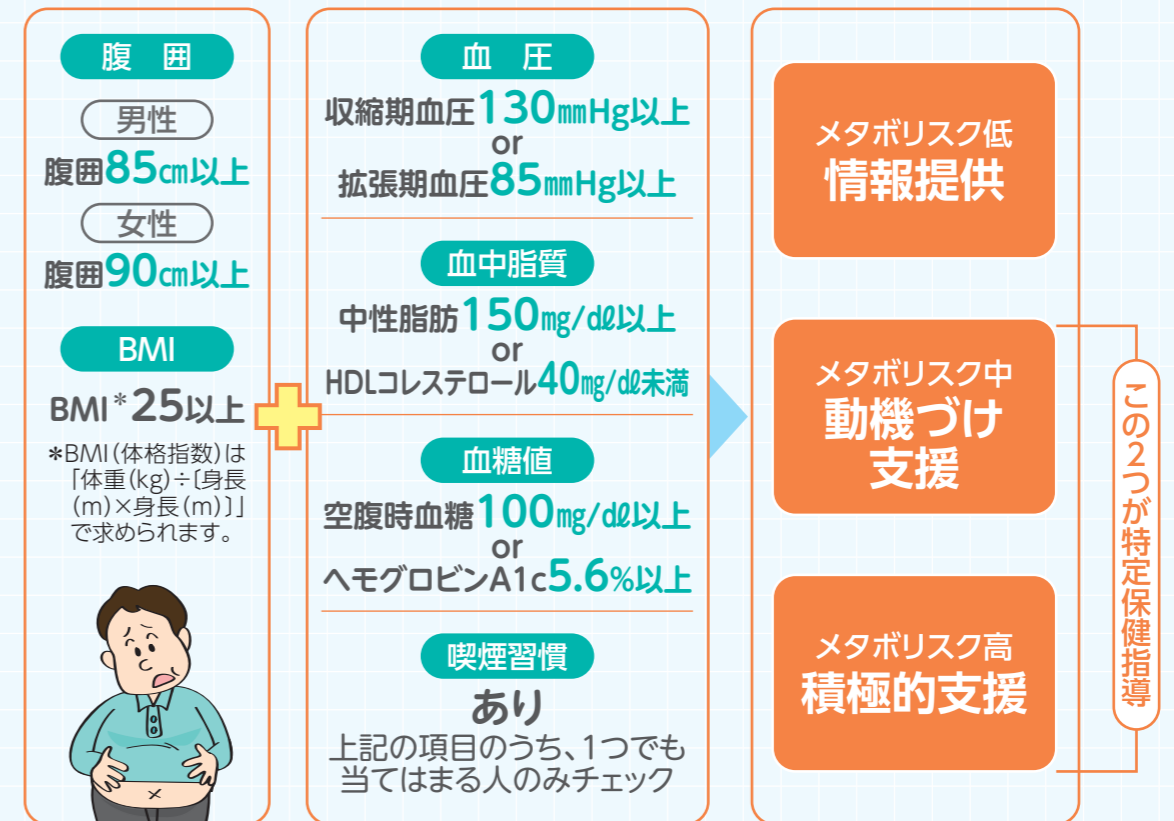 腹囲
男性
腹囲85㎝以上
女性
腹囲90㎝以上
BMI
BMI*25以上
*BMI(体格指数)は
「体重(kg)÷[身長
(m)×身長(m)]」
で求められます。
血圧
収縮期血圧130㎜Hg以上
or
拡張期血圧85㎜Hg以上
血中脂質
中性脂肪150㎎/dℓ以上
or
HDLコレステロール40㎎/dℓ未満
血糖値
空腹時血糖100㎎/dℓ以上
or
ヘモグロビンA1c5.6%以上
喫煙習慣
あり
上記の項目のうち、1つでも
当てはまる人のみチェック
メタボリスク低
情報提供
メタボリスク中
動機づけ
支援
メタボリスク高
積極的支援
この2つが特定保健指導